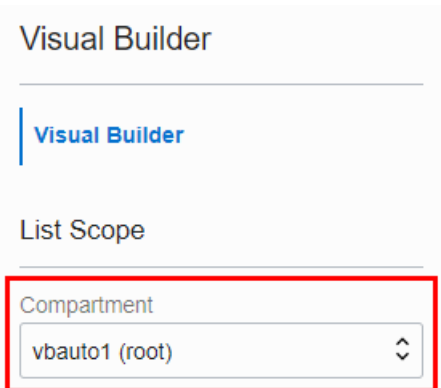 Visual Builder
Visual Builder
List Scope
Compartment
vbauto1 (root)